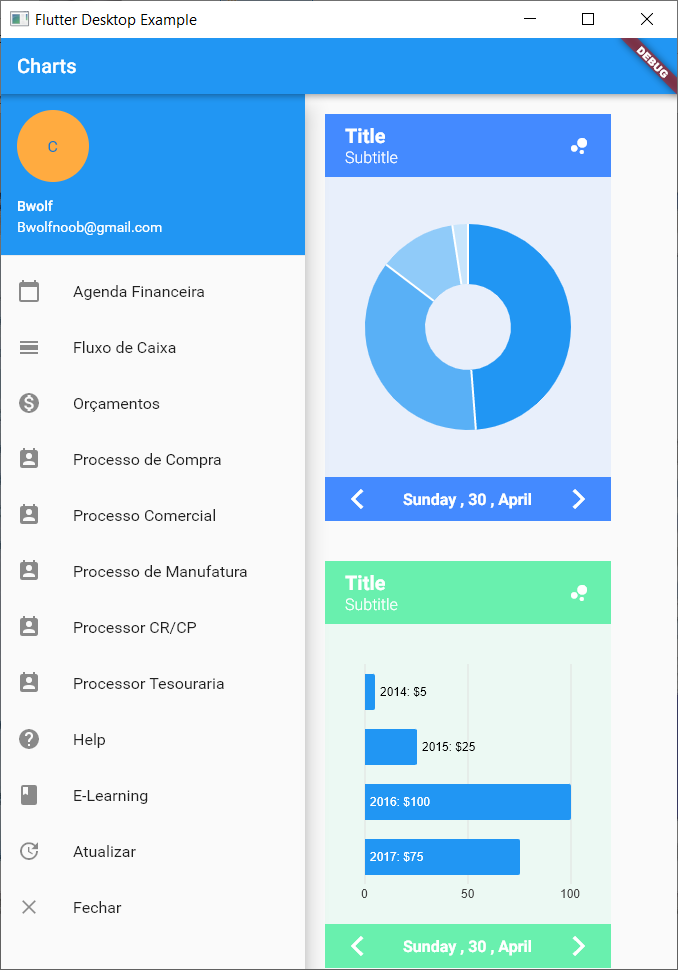 Flutter Desktop Example
Charts
DEBUG
C
Bwolf
Bwolfnoob@gmail.com
Agenda Financeira
Fluxo de Caixa
Orçamentos
Processo de Compra
Processo Comercial
Processo de Manufatura
Processor CR/CP
Processor Tesouraria
Help
E-Learning
Atualizar
Fechar
Title
Subtitle
Sunday , 30 , April
Title
Subtitle
2014: $5
2015: $25
2016: $100
2017: $75
0 50 100
Sunday , 30 , April